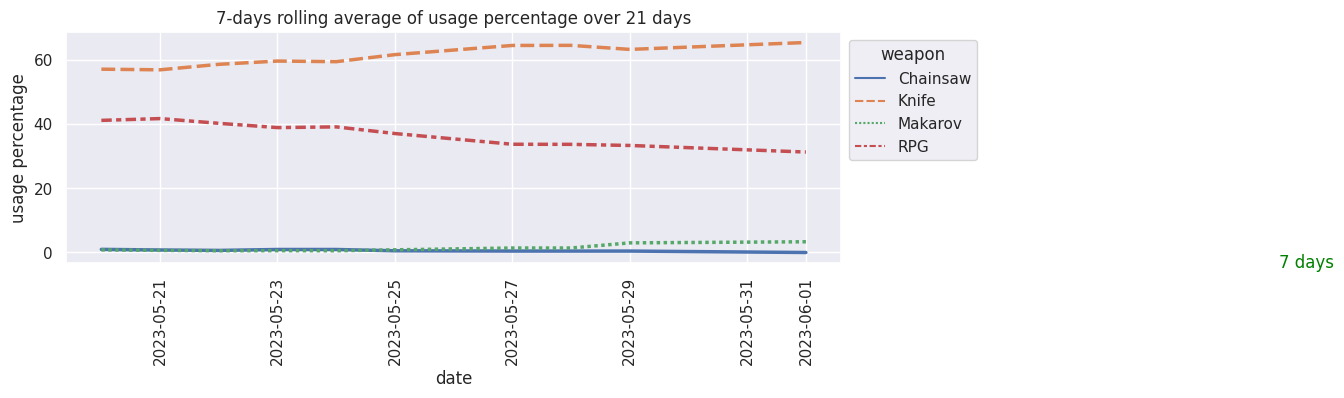 7-days rolling average of usage percentage over 21 days
usage percentage
60
40
20
0
2023-05-21
2023-05-23
2023-05-25
2023-05-27
2023-05-29
2023-05-31
2023-06-01
date
weapon
Chainsaw
Knife
Makarov
RPG
7 days